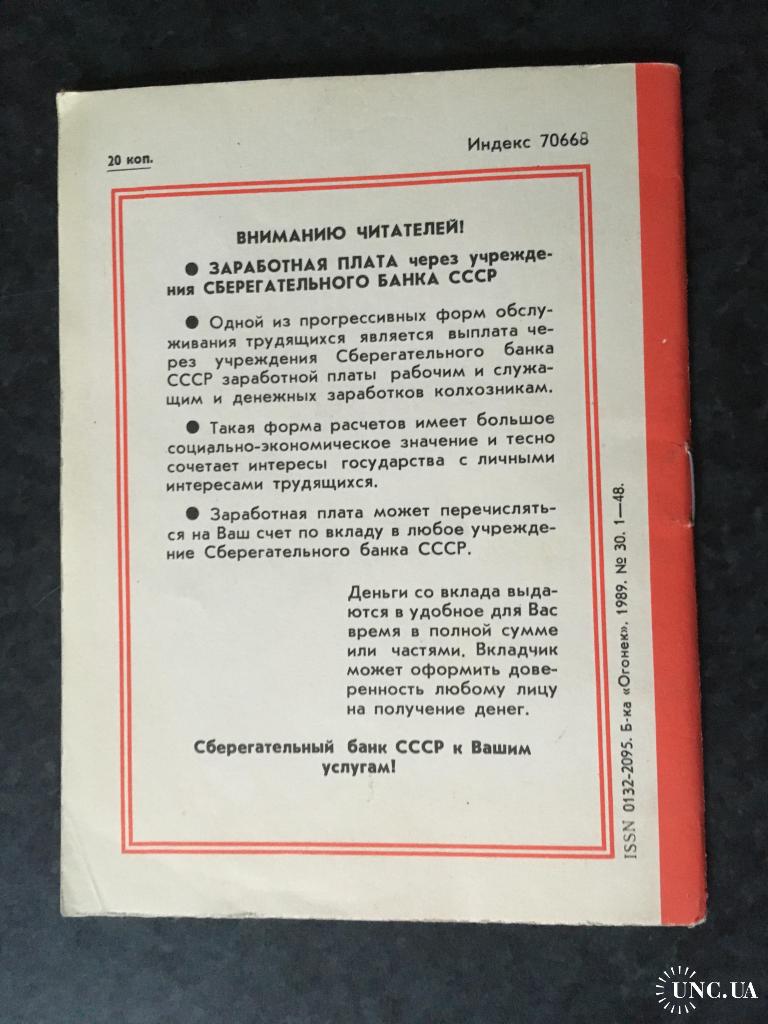 20 коп.
Индекс 70668
ВНИМАНИЮ ЧИТАТЕЛЕЙ!
● ЗАРАБОТНАЯ ПЛАТА через учрежде-
ния СБЕРЕГАТЕЛЬНОГО БАНКА СССР
● Одной из прогрессивных форм обслу-
живания трудящихся является выплата че-
рез учреждения Сберегательного банка
СССР заработной платы рабочим и служа-
щим и денежных заработков колхозникам.
● Такая форма расчетов имеет большое
социально-экономическое значение и тесно
сочетает интересы государства с личными
интересами трудящихся.
● Заработная плата может перечислять-
ся на Ваш счет по вкладу в любое учрежде-
ние Сберегательного банка СССР.
Деньги со вклада выда-
ются в удобное для Вас
время в полной сумме
или частями. Вкладчик
может оформить дове-
ренность любому лицу
на получение денег.
Сберегательный банк СССР к Вашим
услугам!
ISSN 0132-2095. Б-ка «Огонек», 1989. № 30. 1—48.
UNC.UA